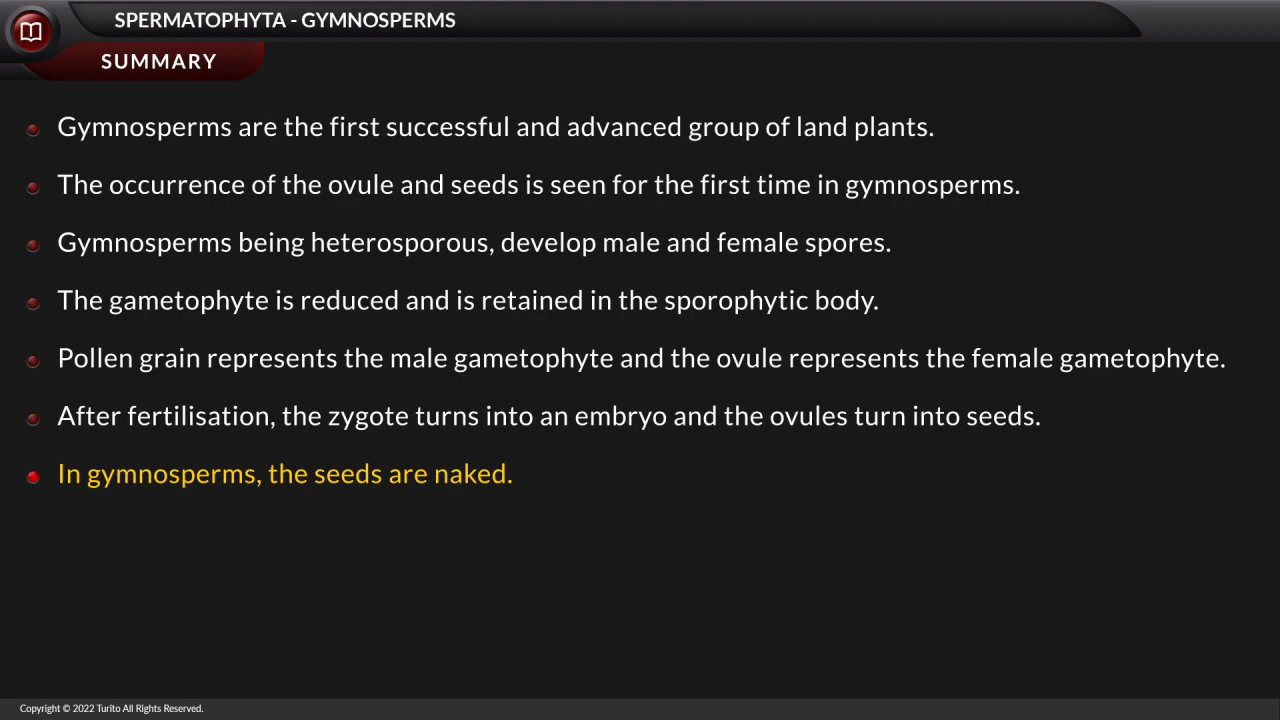 SPERMATOPHYTA - GYMNOSPERMS
SUMMARY
Gymnosperms are the first successful and advanced group of land plants.
The occurrence of the ovule and seeds is seen for the first time in gymnosperms.
Gymnosperms being heterosporous, develop male and female spores.
The gametophyte is reduced and is retained in the sporophytic body.
Pollen grain represents the male gametophyte and the ovule represents the female gametophyte.
After fertilisation, the zygote turns into an embryo and the ovules turn into seeds.
In gymnosperms, the seeds are naked.
Copyright © 2022 Turito All Rights Reserved.